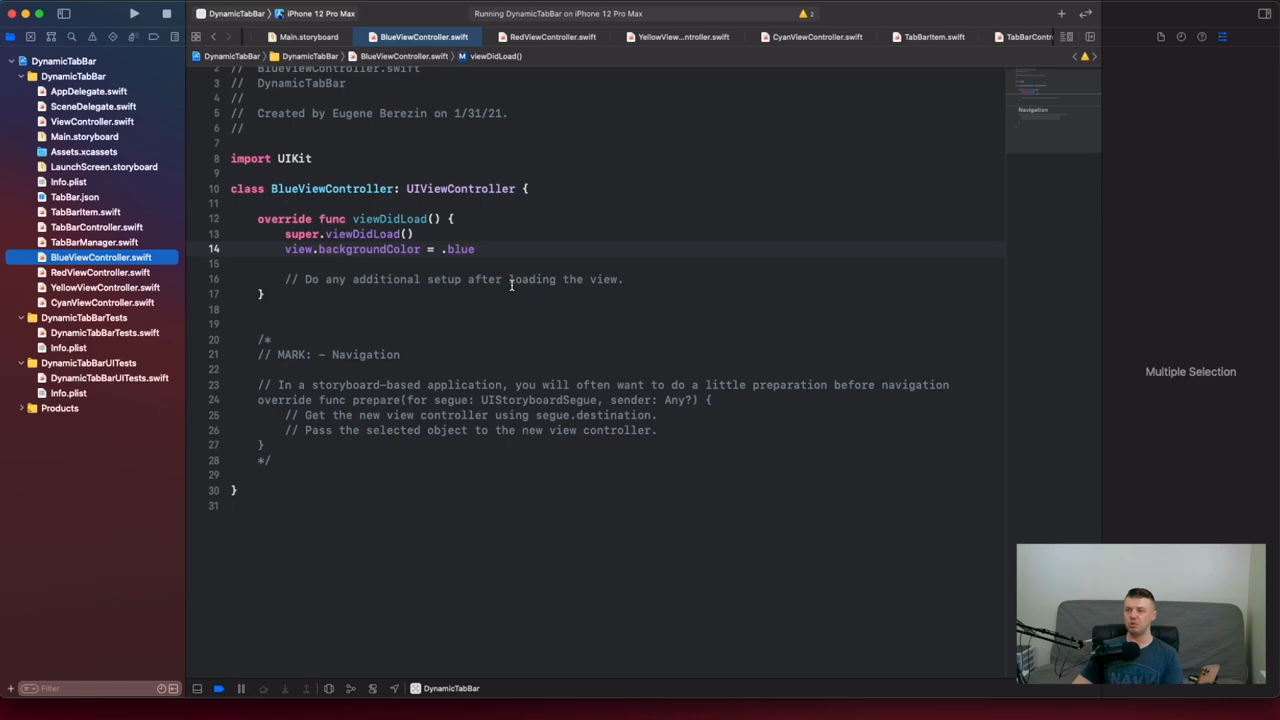 DynamicTabBar
iPhone 12 Pro Max
Running DynamicTabBar on iPhone 12 Pro Max
2
Main.storyboard
BlueViewController.swift
RedViewController.swift
YellowView...ntroller.swift
CyanViewController.swift
TabBarItem.swift
TabBarContr
DynamicTabBar
DynamicTabBar
BlueViewController.swift
M viewDidLoad()
DynamicTabBar
DynamicTabBar
AppDelegate.swift
SceneDelegate.swift
ViewController.swift
Main.storyboard
Assets.xcassets
LaunchScreen.storyboard
Info.plist
TabBar.json
TabBarItem.swift
TabBarController.swift
TabBarManager.swift
BlueViewController.swift
RedViewController.swift
YellowViewController.swift
CyanViewController.swift
DynamicTabBarTests
DynamicTabBarTests.swift
Info.plist
DynamicTabBarUITests
DynamicTabBarUITests.swift
Info.plist
Products
Filter
2 // BlueViewController.swift
3 // DynamicTabBar
4 //
5 // Created by Eugene Berezin on 1/31/21.
6 //
7
8 import UIKit
9
10 class BlueViewController: UIViewController {
11
12 override func viewDidLoad() {
13 super.viewDidLoad()
14 view.backgroundColor = .blue
15
16 // Do any additional setup after loading the view.
17 }
18
19
20 /*
21 // MARK: - Navigation
22
23 // In a storyboard-based application, you will often want to do a little preparation before navigation
24 override func prepare(for segue: UIStoryboardSegue, sender: Any?) {
25 // Get the new view controller using segue.destination.
26 // Pass the selected object to the new view controller.
27 }
28 */
29
30 }
31
Navigation
Multiple Selection
DynamicTabBar